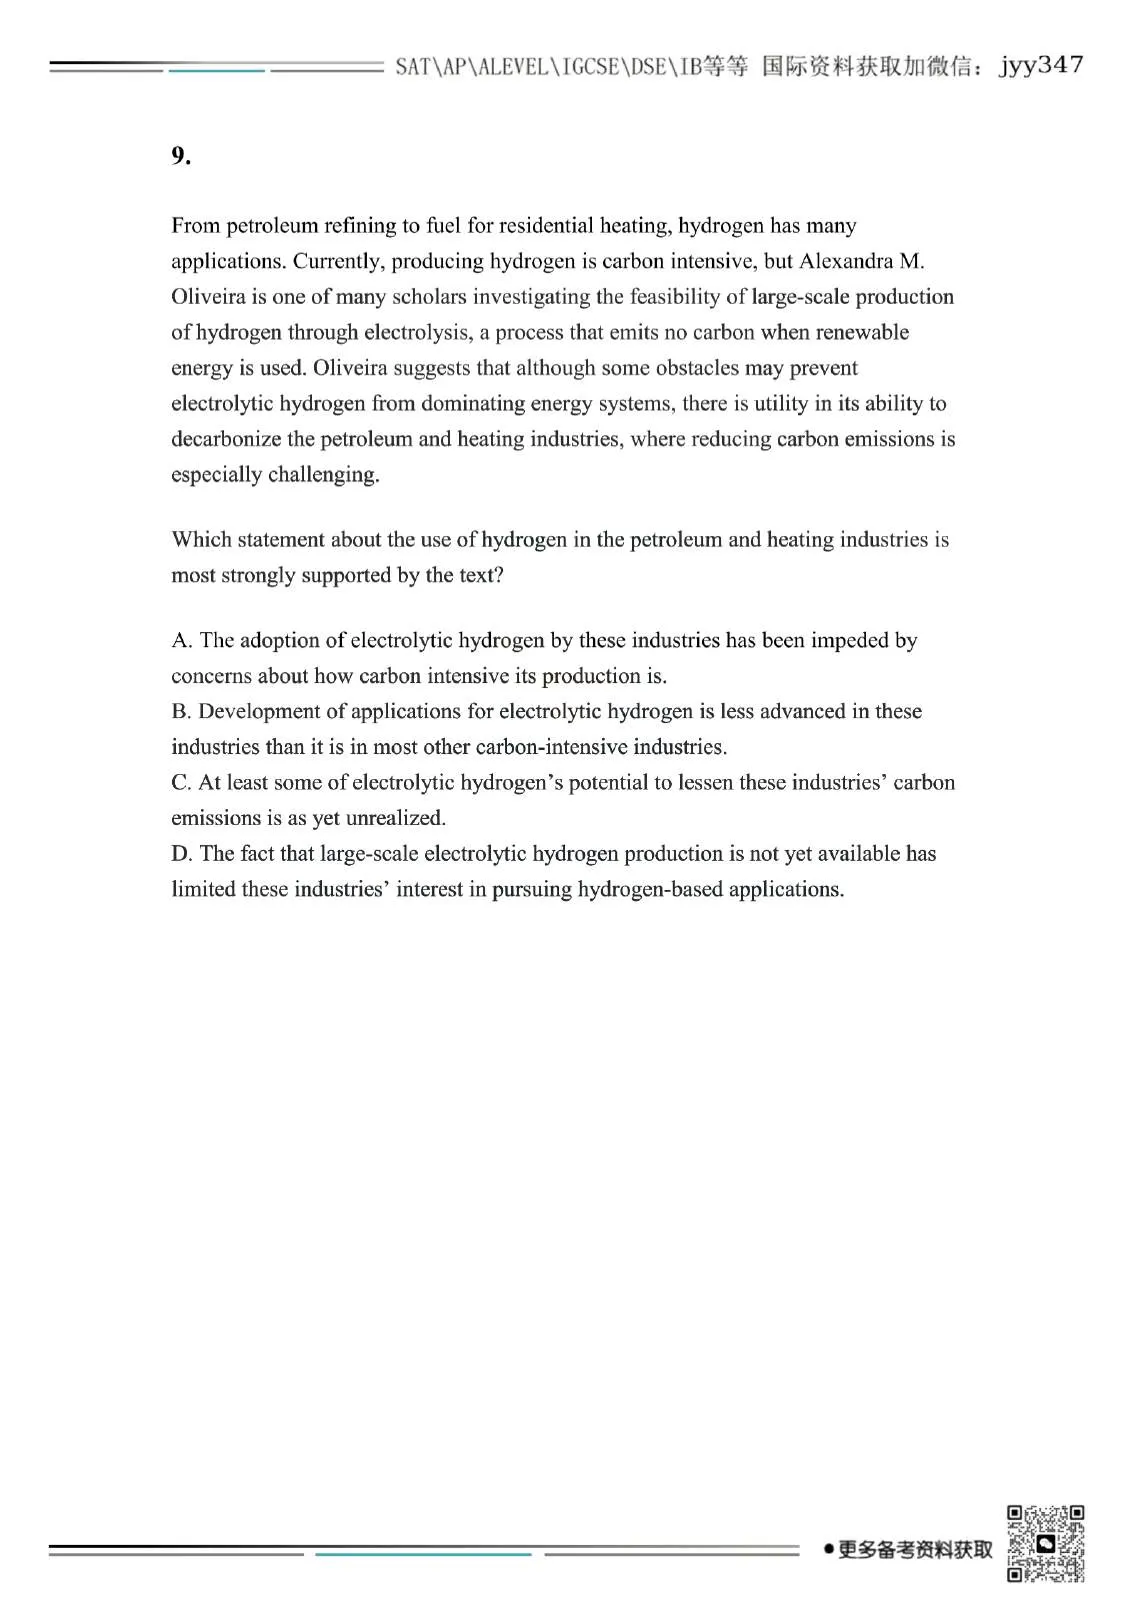 SAT\AP\ALEVEL\IGCSE\DSE\IB等等 国际资料获取加微信: jyy347
9.
From petroleum refining to fuel for residential heating, hydrogen has many
applications. Currently, producing hydrogen is carbon intensive, but Alexandra M.
Oliveira is one of many scholars investigating the feasibility of large-scale production
of hydrogen through electrolysis, a process that emits no carbon when renewable
energy is used. Oliveira suggests that although some obstacles may prevent
electrolytic hydrogen from dominating energy systems, there is utility in its ability to
decarbonize the petroleum and heating industries, where reducing carbon emissions is
especially challenging.
Which statement about the use of hydrogen in the petroleum and heating industries is
most strongly supported by the text?
A. The adoption of electrolytic hydrogen by these industries has been impeded by
concerns about how carbon intensive its production is.
B. Development of applications for electrolytic hydrogen is less advanced in these
industries than it is in most other carbon-intensive industries.
C. At least some of electrolytic hydrogen’s potential to lessen these industries’ carbon
emissions is as yet unrealized.
D. The fact that large-scale electrolytic hydrogen production is not yet available has
limited these industries’ interest in pursuing hydrogen-based applications.
●更多备考资料获取